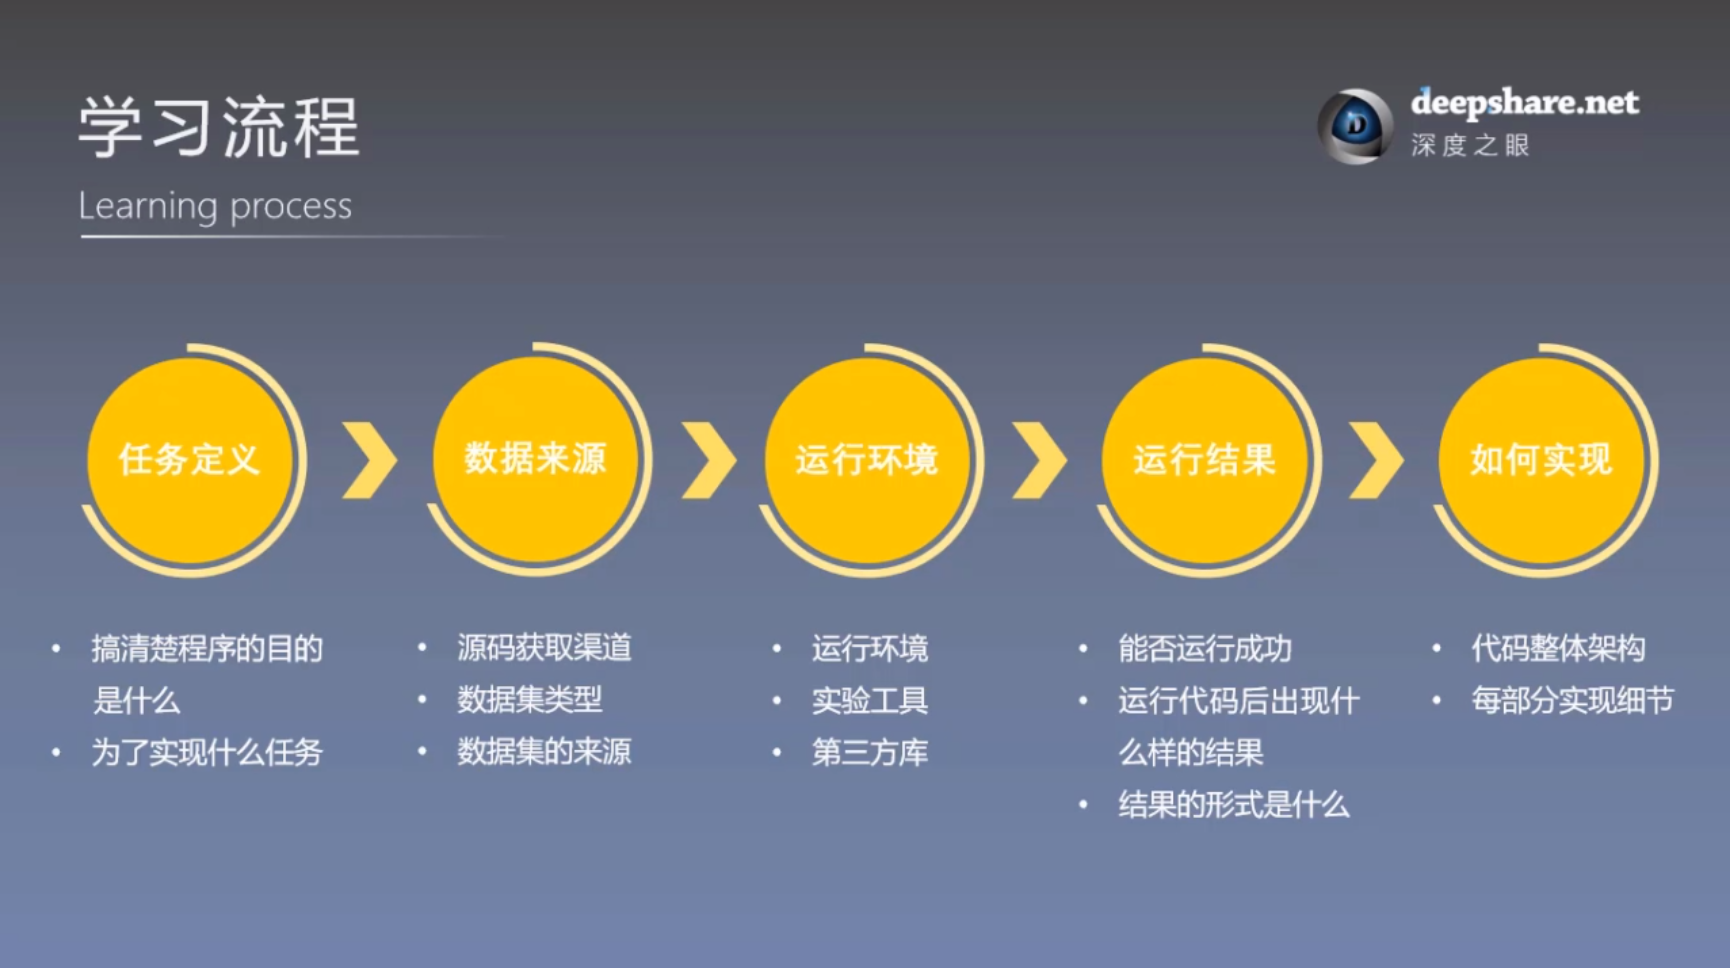 学习流程
Learning process
deepshare.net
深度之眼
D
任务定义
数据来源
运行环境
运行结果
如何实现
• 搞清楚程序的目的
是什么
• 为了实现什么任务
• 源码获取渠道
• 数据集类型
• 数据集的来源
• 运行环境
• 实验工具
• 第三方库
• 能否运行成功
• 运行代码后出现什
么样的结果
• 结果的形式是什么
• 代码整体架构
• 每部分实现细节